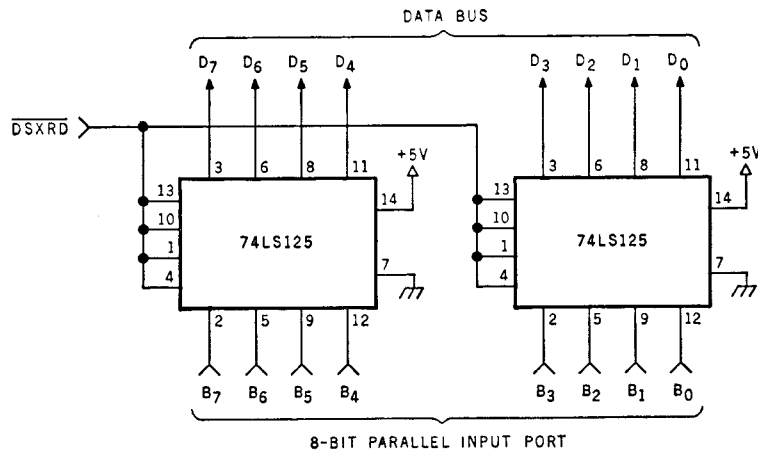 DATA BUS
D7 D6 D5 D4 D3 D2 D1 D0
DSXRD
3 6 8 11 +5V 3 6 8 11 +5V
13 14 13 14
10 10
74LS125 74LS125
1 7 1 7
4 4
2 5 9 12 2 5 9 12
B7 B6 B5 B4 B3 B2 B1 B0
8-BIT PARALLEL INPUT PORT